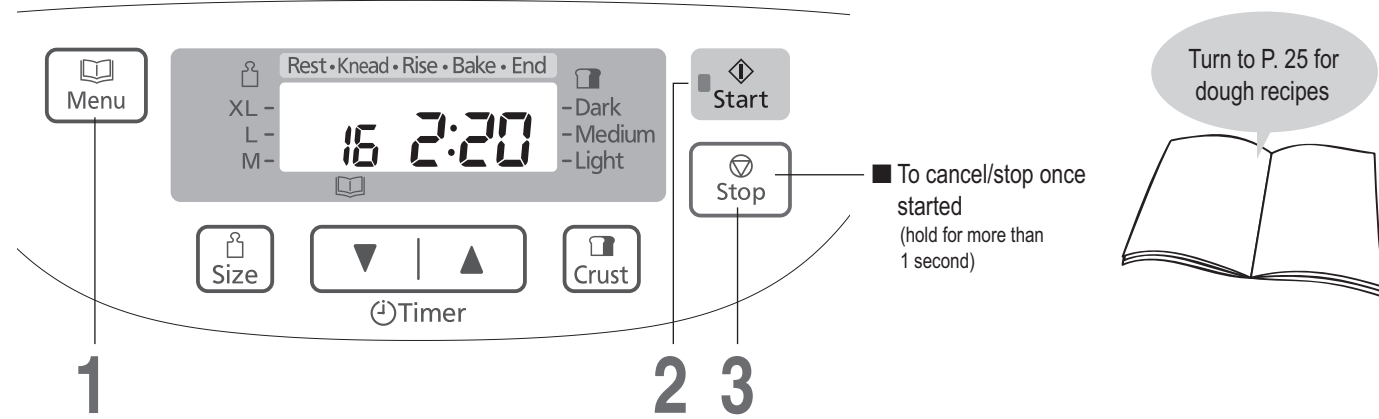 Menu
Rest • Knead • Rise • Bake • End
XL –
L –
M –
16 2:20
– Dark
– Medium
– Light
Start
Stop
Size
Timer
Crust
■ To cancel/stop once
started
(hold for more than
1 second)
Turn to P. 25 for
dough recipes
1
2
3